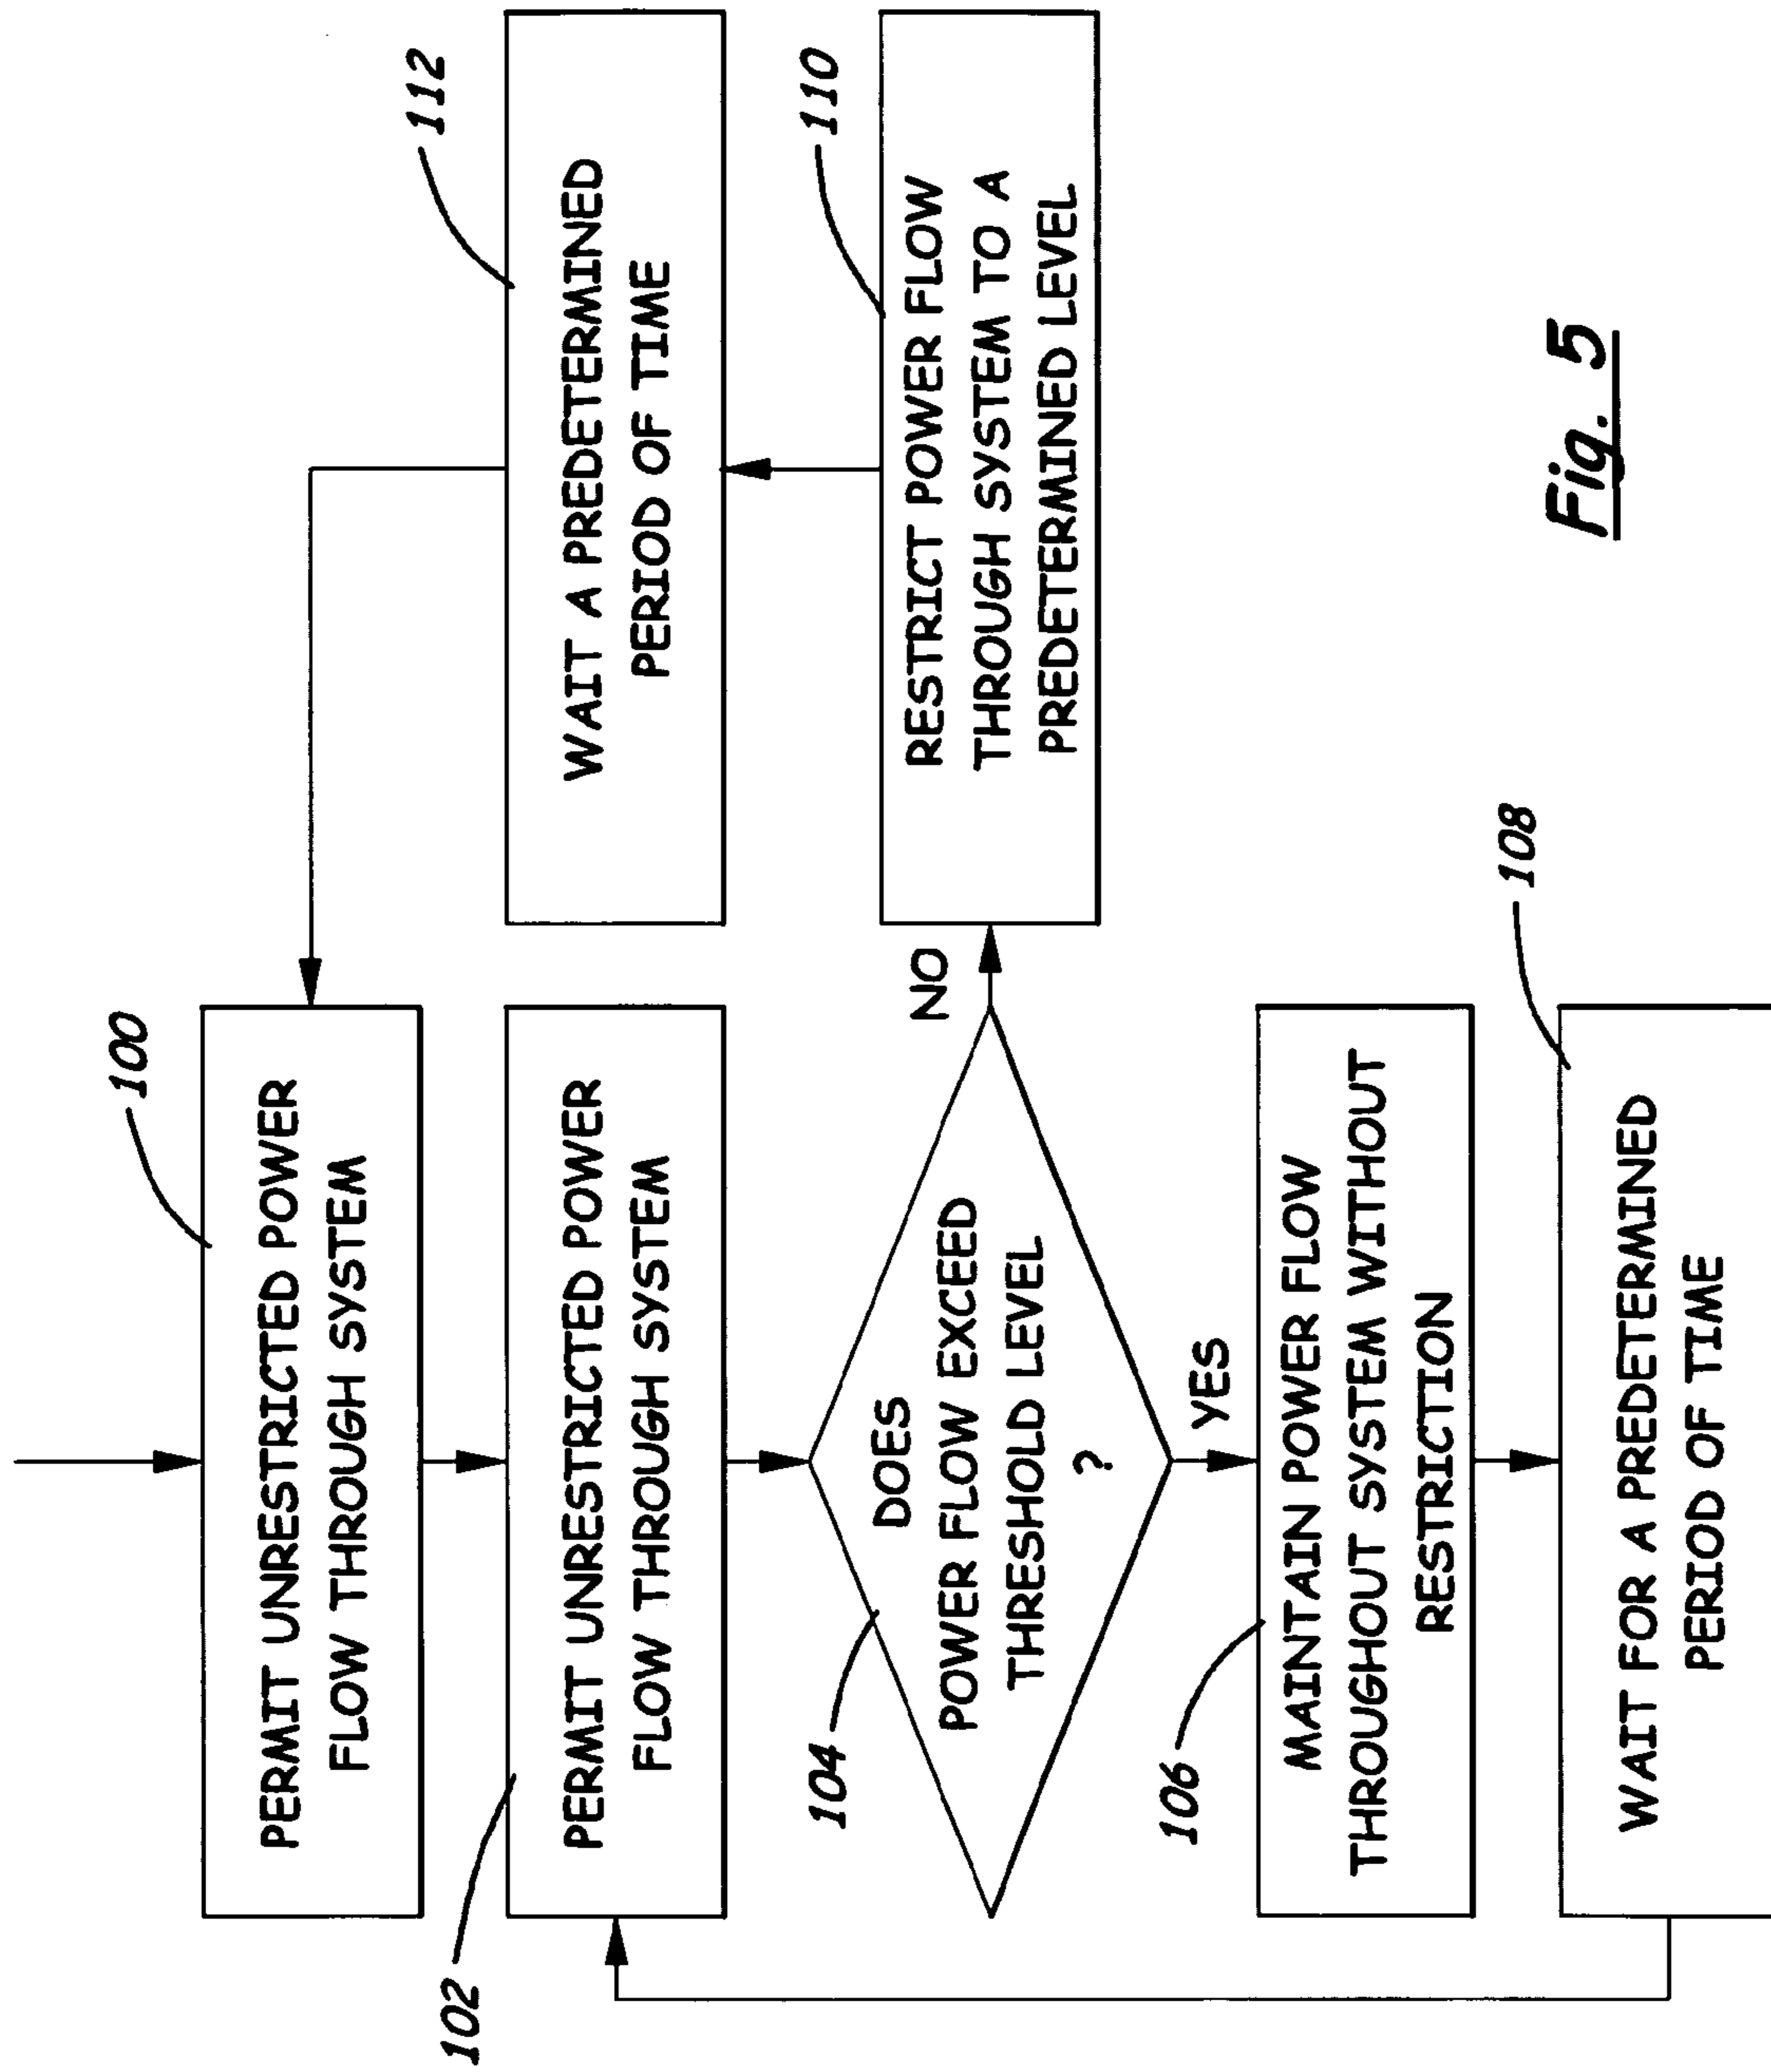 100
PERMIT UNRESTRICTED POWER
FLOW THROUGH SYSTEM
102
PERMIT UNRESTRICTED POWER
FLOW THROUGH SYSTEM
104
DOES
POWER FLOW EXCEED
THRESHOLD LEVEL
?
NO
YES
106
MAINTAIN POWER FLOW
THROUGHOUT SYSTEM WITHOUT
RESTRICTION
108
WAIT FOR A PREDETERMINED
PERIOD OF TIME
110
RESTRICT POWER FLOW
THROUGH SYSTEM TO A
PREDETERMINED LEVEL
112
WAIT A PREDETERMINED
PERIOD OF TIME
Fig. 5